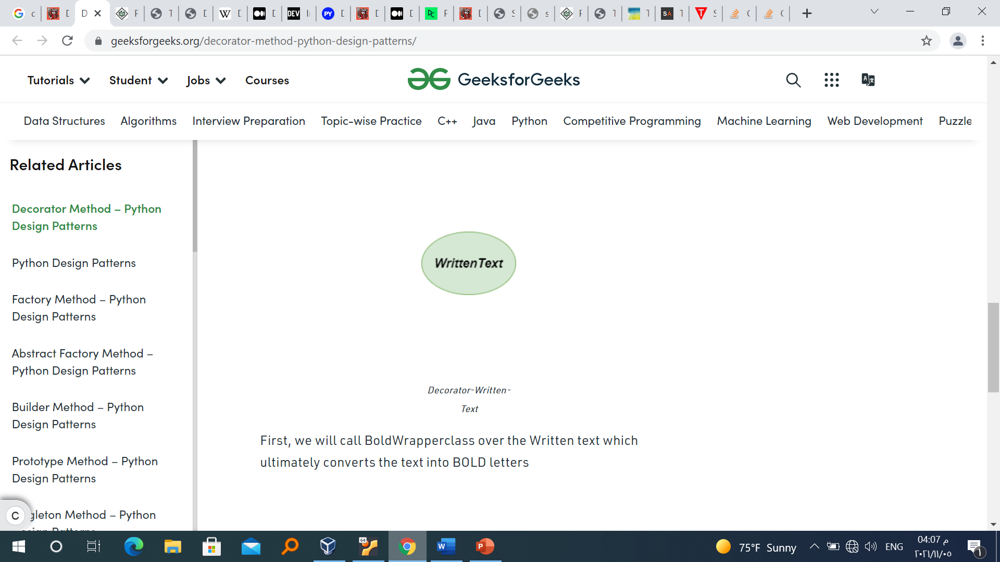 geeksforgeeks.org/decorator-method-python-design-patterns/
Tutorials Student Jobs Courses GeeksforGeeks
Data Structures Algorithms Interview Preparation Topic-wise Practice C++ Java Python Competitive Programming Machine Learning Web Development Puzzle
Related Articles
Decorator Method – Python
Design Patterns
Python Design Patterns
Factory Method – Python
Design Patterns
Abstract Factory Method –
Python Design Patterns
Builder Method – Python
Design Patterns
Prototype Method – Python
Design Patterns
gleton Method – Python
WrittenText
Decorator-Written-
Text
First, we will call BoldWrapperclass over the Written text which
ultimately converts the text into BOLD letters
C
75°F Sunny
ENG
04:07 م
٢٠٢١/١١/٠٥
١